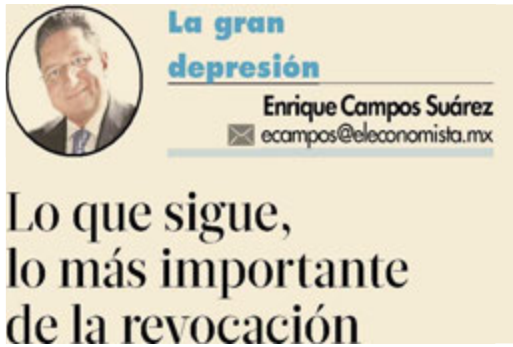 La gran
depresión
Enrique Campos Suárez
ecampos@eleconomista.mx
Lo que sigue,
lo más importante
de la revocación